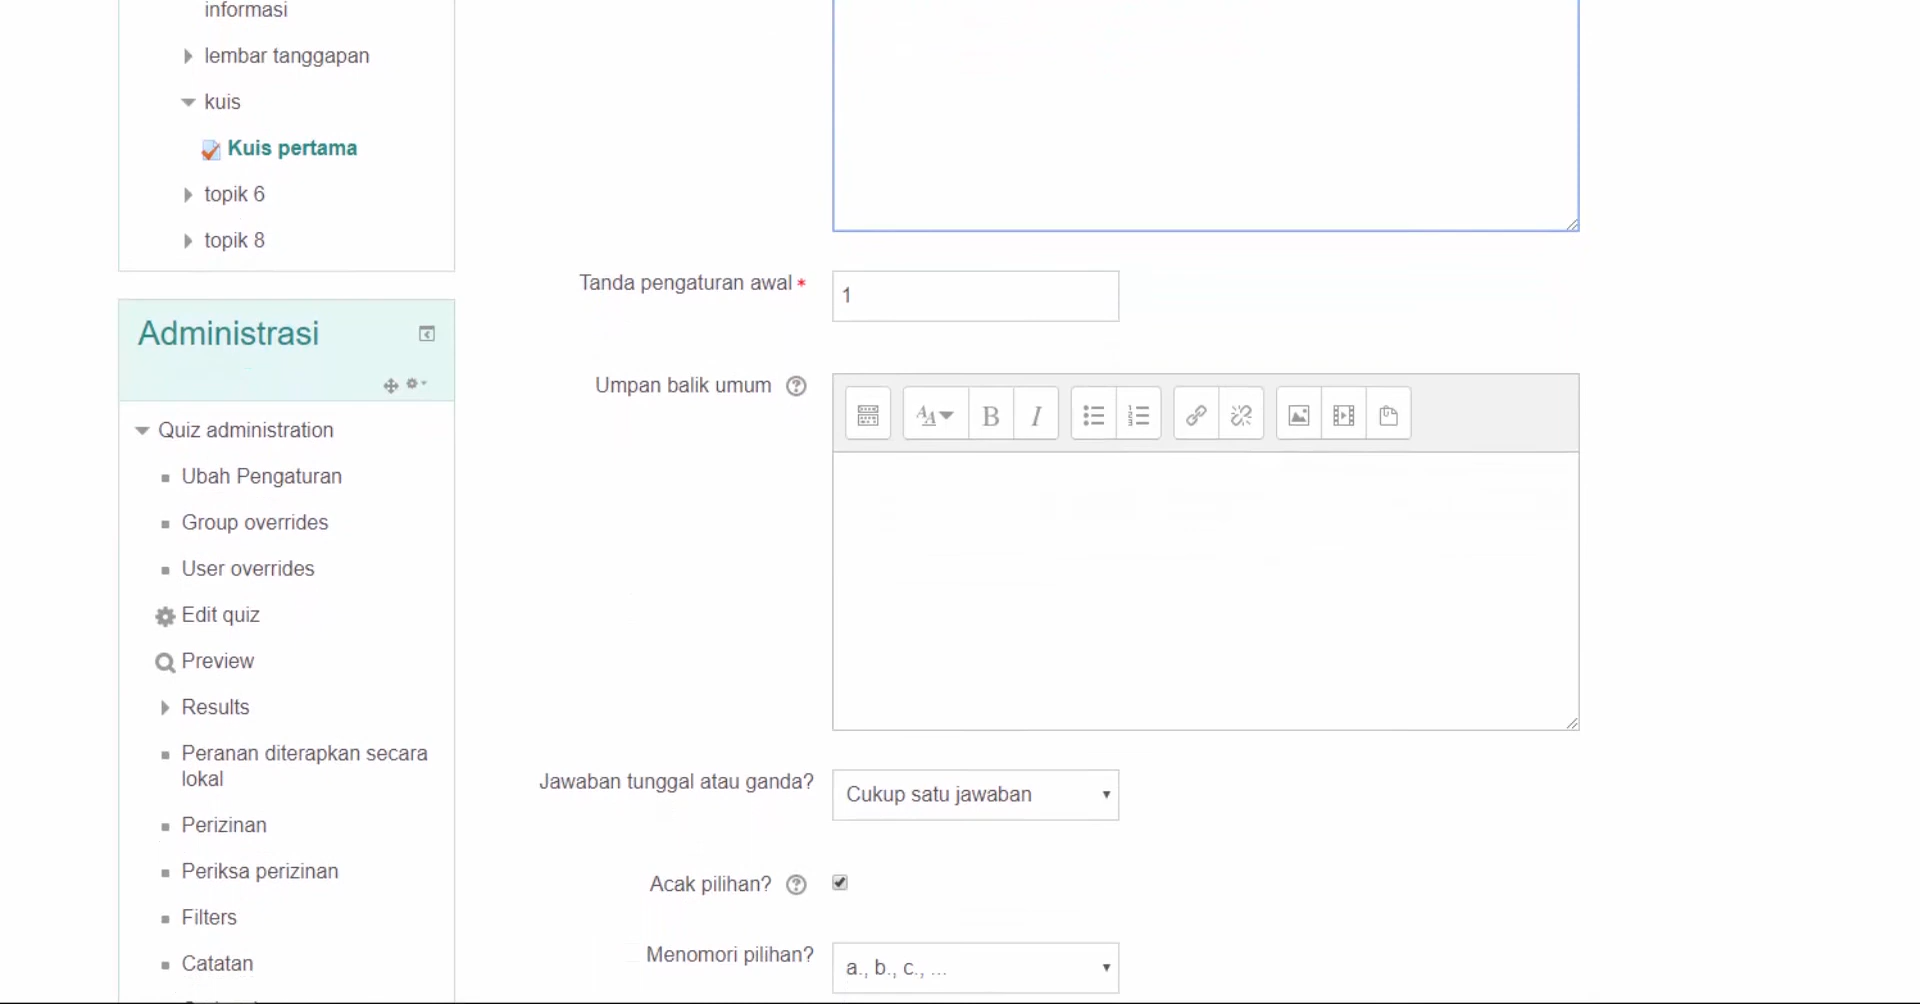 informasi
lembar tanggapan
kuis
Kuis pertama
topik 6
topik 8
Administrasi
Quiz administration
Ubah Pengaturan
Group overrides
User overrides
Edit quiz
Preview
Results
Peranan diterapkan secara
lokal
Perizinan
Periksa perizinan
Filters
Catatan
Tanda pengaturan awal *
1
Umpan balik umum
B I
Jawaban tunggal atau ganda?
Cukup satu jawaban
Acak pilihan?
Menomori pilihan?
a., b., c., ...